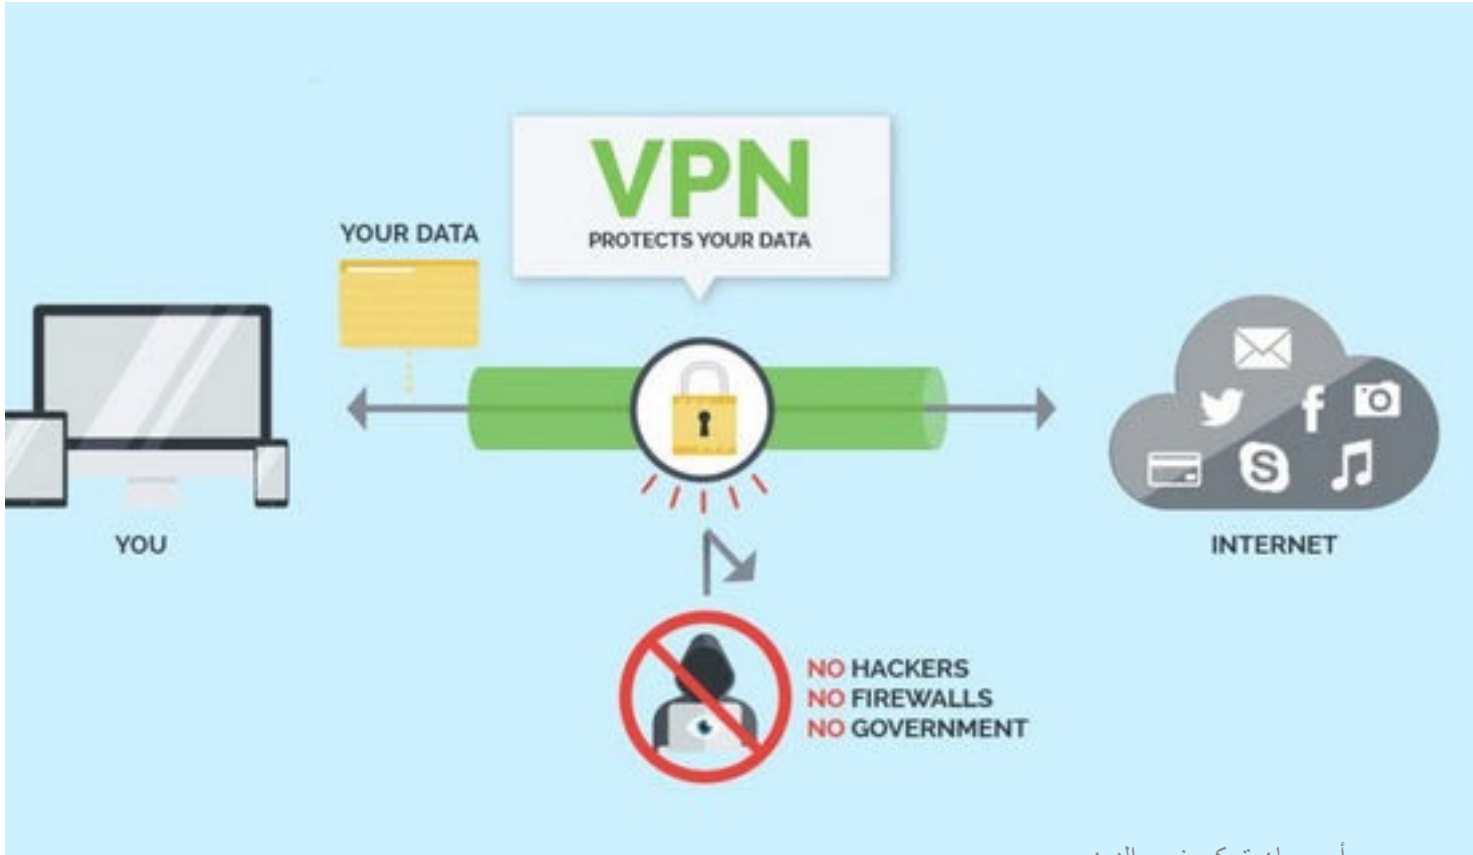 VPN
PROTECTS YOUR DATA
YOUR DATA
YOU
INTERNET
NO HACKERS
NO FIREWALLS
NO GOVERNMENT